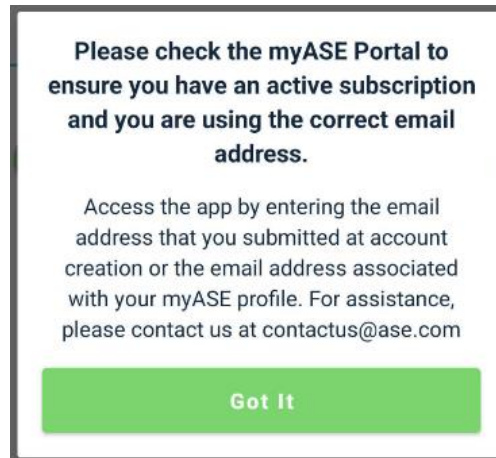 Please check the myASE Portal to
ensure you have an active subscription
and you are using the correct email
address.
Access the app by entering the email
address that you submitted at account
creation or the email address associated
with your myASE profile. For assistance,
please contact us at contactus@ase.com
Got It